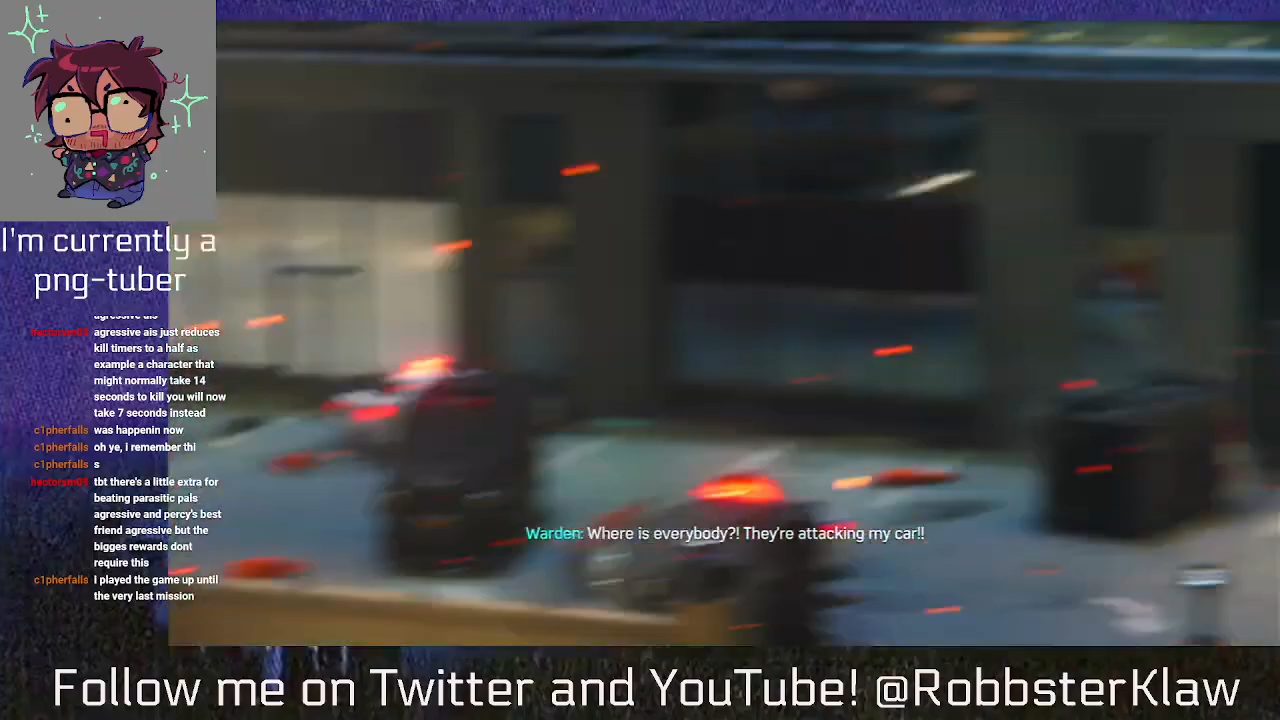 I'm currently a
png-tuber
agressive ais
agressive ais just reduces
kill timers to a half as
example a character that
might normally take 14
seconds to kill you will now
take 7 seconds instead
c1pherfalls was happenin now
c1pherfalls oh ye, i remember thi
c1pherfalls s
tbt there's a little extra for
beating parasitic pals
agressive and percy's best
friend agressive but the
bigges rewards dont
require this
c1pherfalls I played the game up until
the very last mission
Warden: Where is everybody?! They're attacking my car!!
Follow me on Twitter and YouTube! @RobbsterKlaw